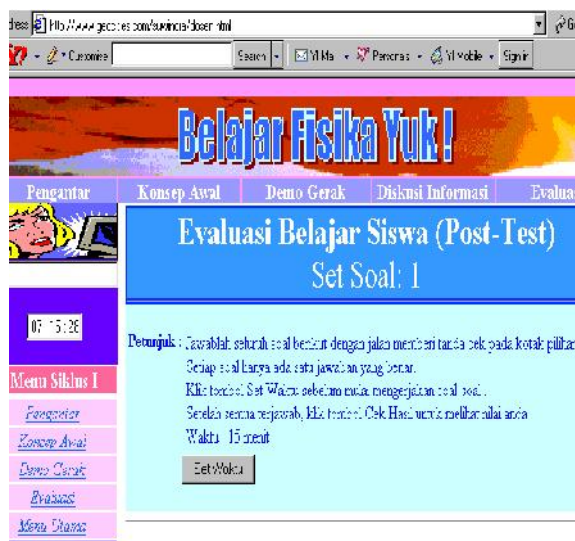 Search
Personals
Sign in
Belajar Fisika Yuk!
Pengantar Konsep Awal Demo Gerak Diskusi Informasi
Evaluasi Belajar Siswa (Post-Test)
Set Soal: 1
Petunjuk : Jawablah seluruh soal berikut dengan jalan memberi tanda cek pada kotak pilihan
Setiap soal hanya ada satu jawaban yang benar.
Klik tombol Set Waktu sebelum mulai mengerjakan soal-soal.
Setelah semua terjawab, klik tombol Cek Hasil untuk melihat nilai anda
Waktu 15 menit
Set Waktu
Menu Siklus I
Pengantar
Konsep Awal
Demo Gerak
Evaluasi
Menu Utama